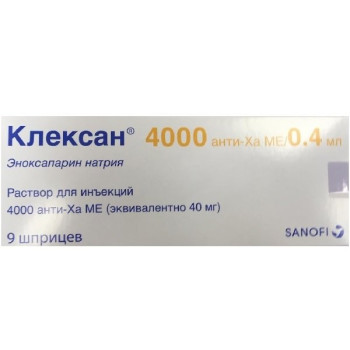 Клексан® 4000 анти-Ха МЕ/0.4 мл
Эноксапарин натрия
Раствор для инъекций
4000 анти-Ха МЕ (эквивалентно 40 мг)
9 шприцев
SANOFI